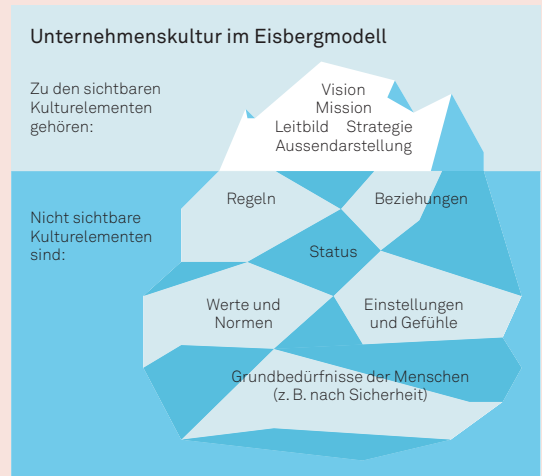 Unternehmenskultur im Eisbergmodell
Zu den sichtbaren
Kulturelementen
gehören:
Vision
Mission
Leitbild Strategie
Aussendarstellung
Nicht sichtbare
Kulturelementen
sind:
Regeln
Beziehungen
Status
Werte und
Normen
Einstellungen
und Gefühle
Grundbedürfnisse der Menschen
(z. B. nach Sicherheit)